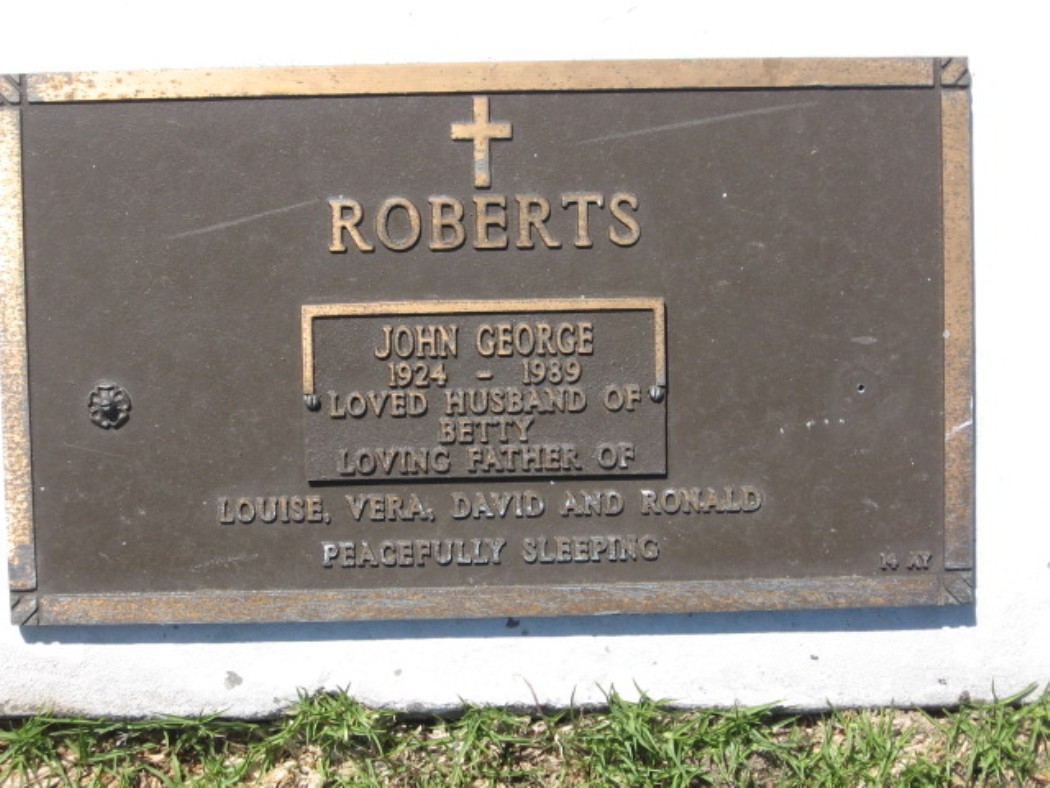 ROBERTS
JOHN GEORGE
1924 - 1989
LOVED HUSBAND OF
BETTY
LOVING FATHER OF
LOUISE, VERA, DAVID AND RONALD
PEACEFULLY SLEEPING
14 AY